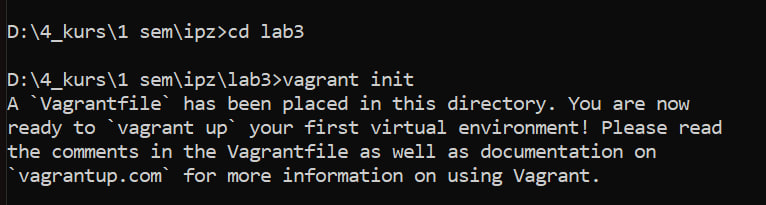 D:\4_kurs\1 sem\ipz>cd lab3
D:\4_kurs\1 sem\ipz\lab3>vagrant init
A `Vagrantfile` has been placed in this directory. You are now
ready to `vagrant up` your first virtual environment! Please read
the comments in the Vagrantfile as well as documentation on
`vagrantup.com` for more information on using Vagrant.